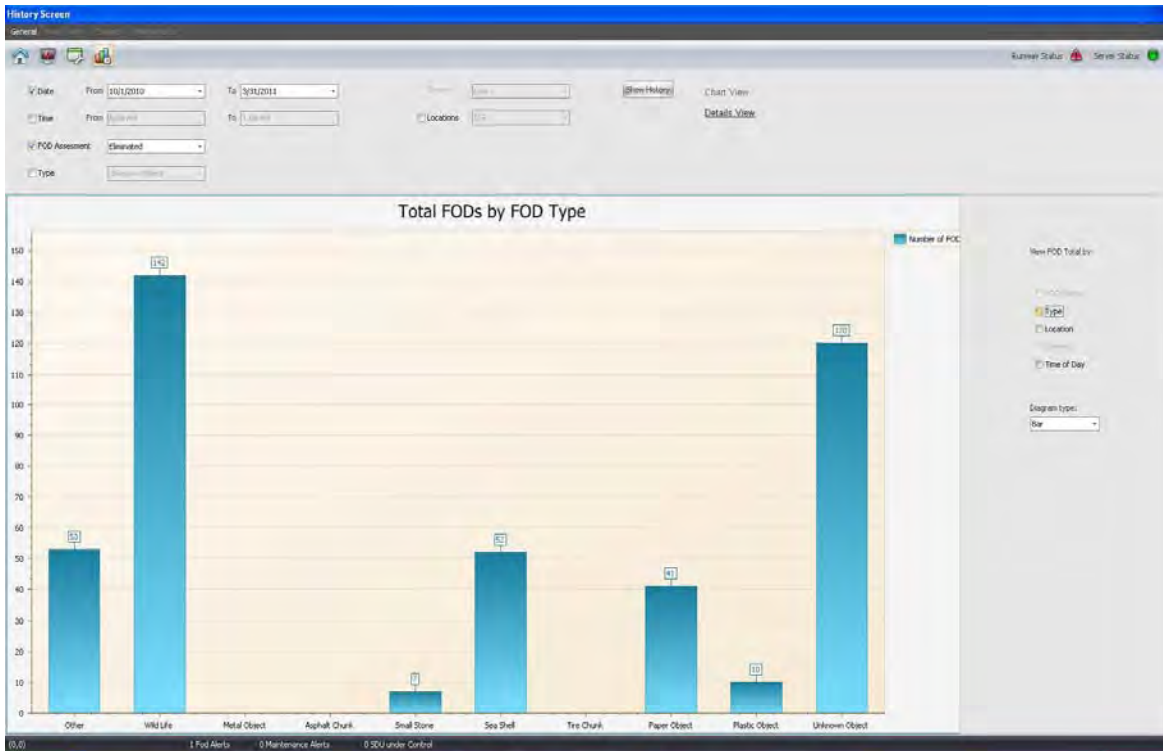 History Screen
General
Runway Status Server Status
Date From 10/1/2010 To 3/31/2011 Show History Chart View
Time From To Locations Details View
FOD Assesment Eliminated
Type
Total FODs by FOD Type
Number of FOD
View FOD Total by:
Type
Location
Time of Day
Diagram type:
Bar
150
140
130
120
110
100
90
80
70
60
50
40
30
20
10
0
53
142
7
52
41
10
120
Other Wild Life Metal Object Asphalt Chunk Small Stone Sea Shell Tire Chunk Paper Object Plastic Object Unknown Object
(0,0) 1 Fod Alerts 0 Maintenance Alerts 0 SDU under Control